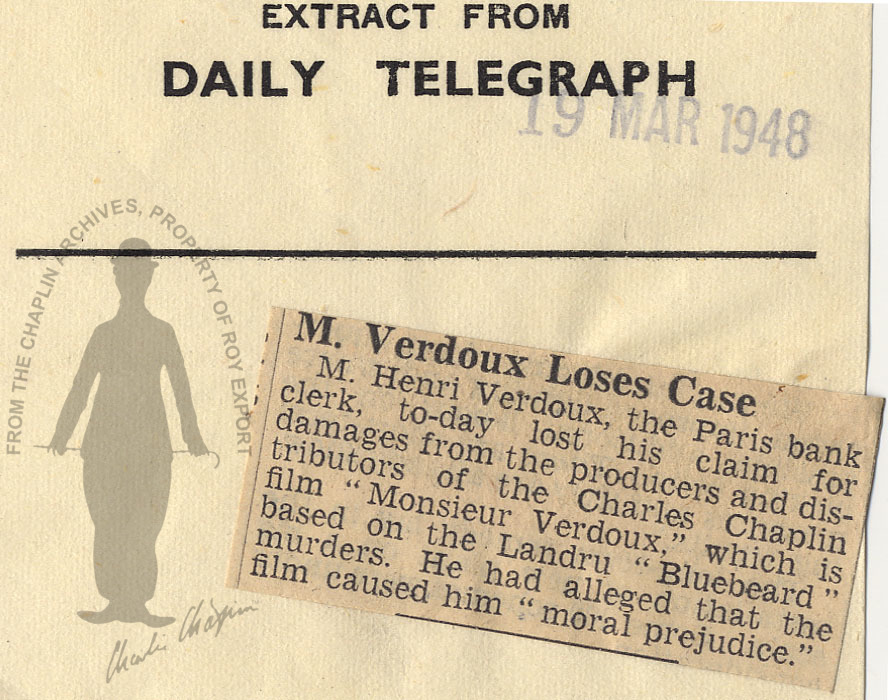 EXTRACT FROM
DAILY TELEGRAPH
19 MAR 1948
FROM THE CHAPLIN ARCHIVES, PROPERTY OF ROY EXPORT
M. Verdoux Loses Case
M. Henri Verdoux, the Paris bank
clerk, to-day lost his claim for
damages from the producers and dis-
tributors of the Charles Chaplin
film “Monsieur Verdoux,” which is
based on the Landru “Bluebeard”
murders. He had alleged that the
film caused him “moral prejudice.”
Charlie Chaplin